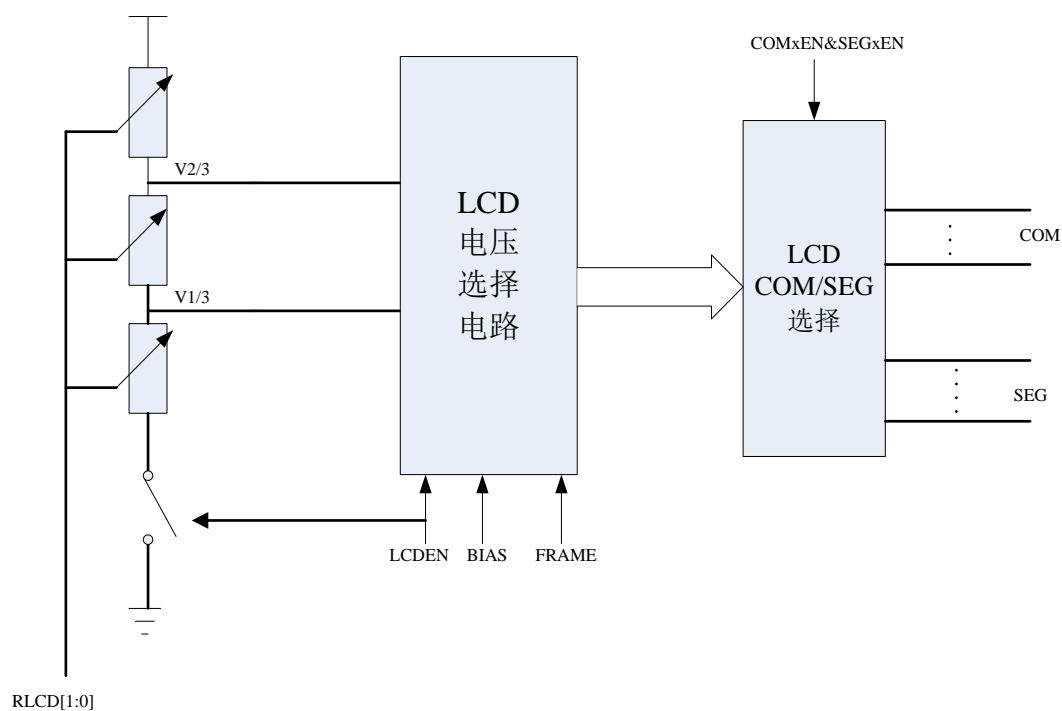 COMxEN&SEGxEN
V2/3
LCD
电压
选择
电路
V1/3
LCD
COM/SEG
选择
COM
SEG
LCDEN
BIAS
FRAME
RLCD[1:0]